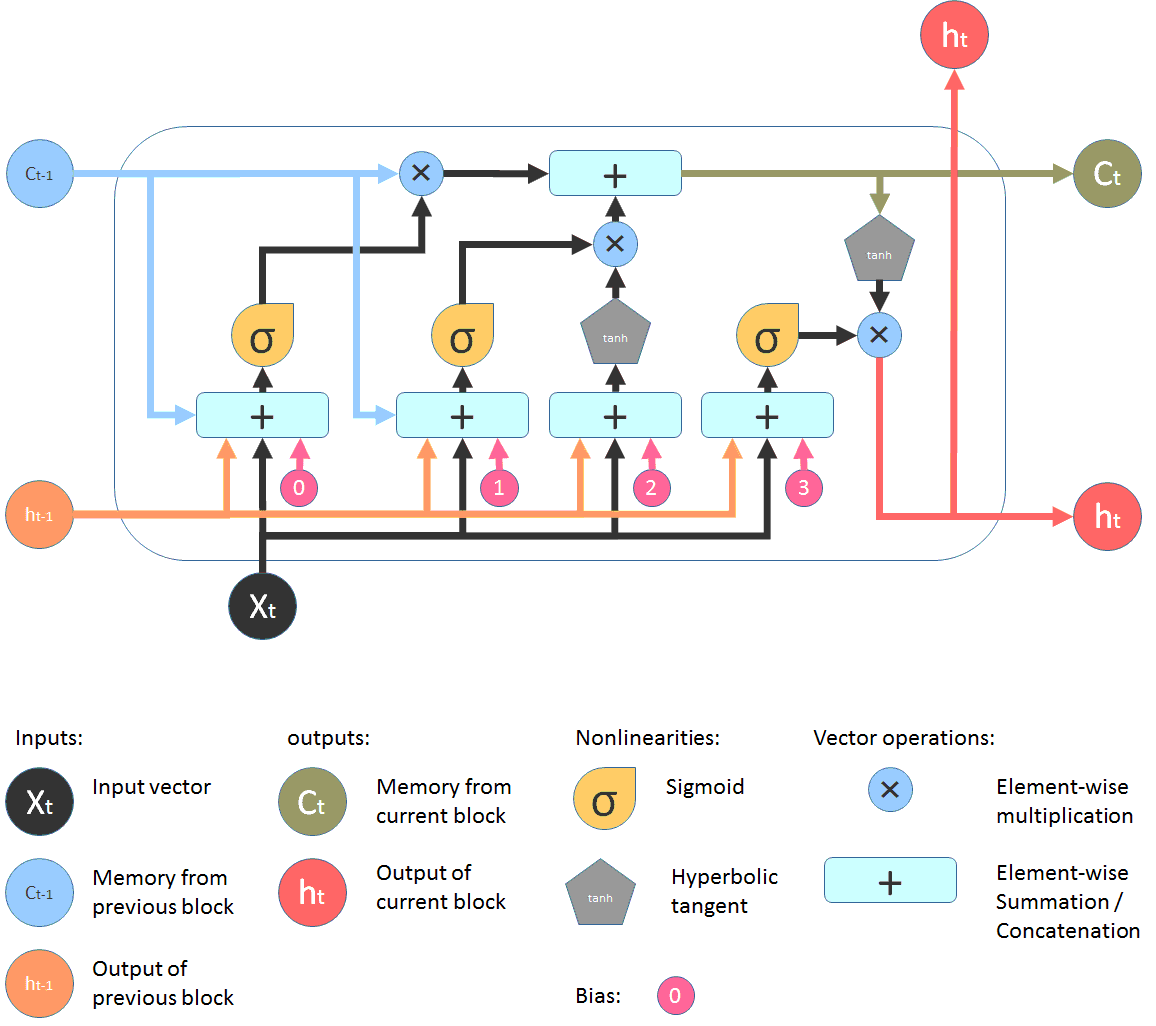 ht
Ct-1
×
+
Ct
×
tanh
σ
σ
tanh
σ
×
+
+
+
+
0
1
2
3
ht-1
ht
Xt
Inputs:
outputs:
Nonlinearities:
Vector operations:
Xt
Input vector
Ct
Memory from
current block
σ
Sigmoid
×
Element-wise
multiplication
Ct-1
Memory from
previous block
ht
Output of
current block
tanh
Hyperbolic
tangent
+
Element-wise
Summation /
Concatenation
ht-1
Output of
previous block
Bias:
0